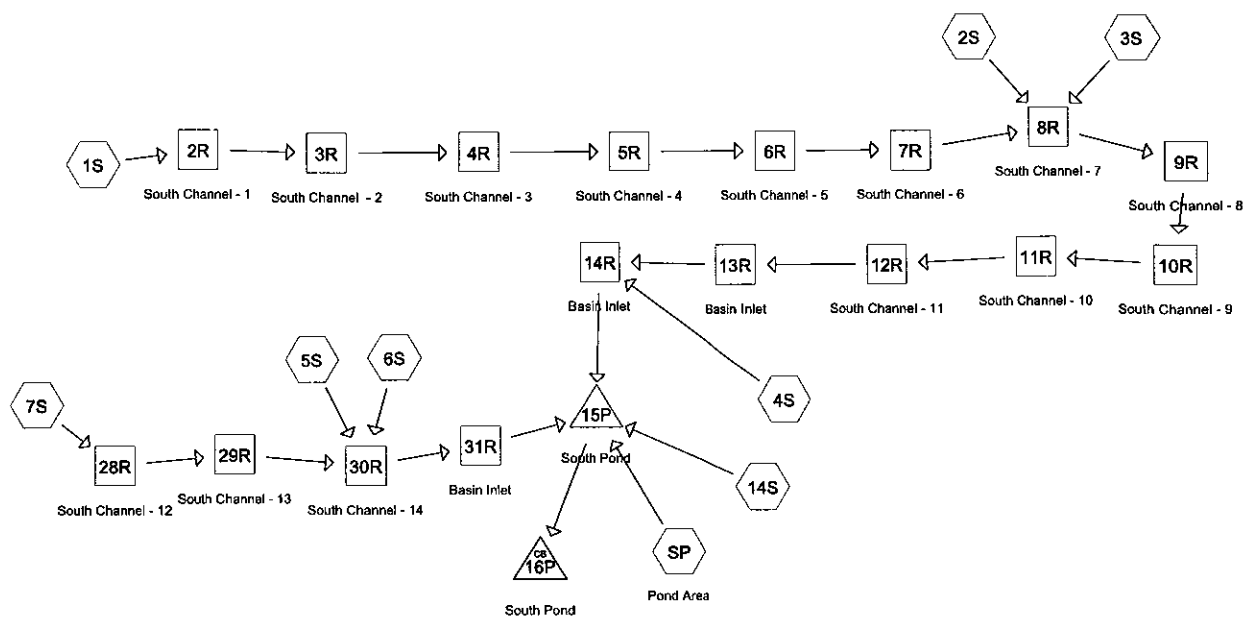 2S
3S
1S
2R
3R
4R
5R
6R
7R
8R
9R
South Channel - 1
South Channel - 2
South Channel - 3
South Channel - 4
South Channel - 5
South Channel - 6
South Channel - 7
South Channel - 8
14R
13R
12R
11R
10R
Basin Inlet
Basin Inlet
South Channel - 11
South Channel - 10
South Channel - 9
5S
6S
7S
4S
15P
South Pond
28R
29R
30R
31R
14S
South Channel - 12
South Channel - 13
South Channel - 14
Basin Inlet
CB
16P
SP
South Pond
Pond Area